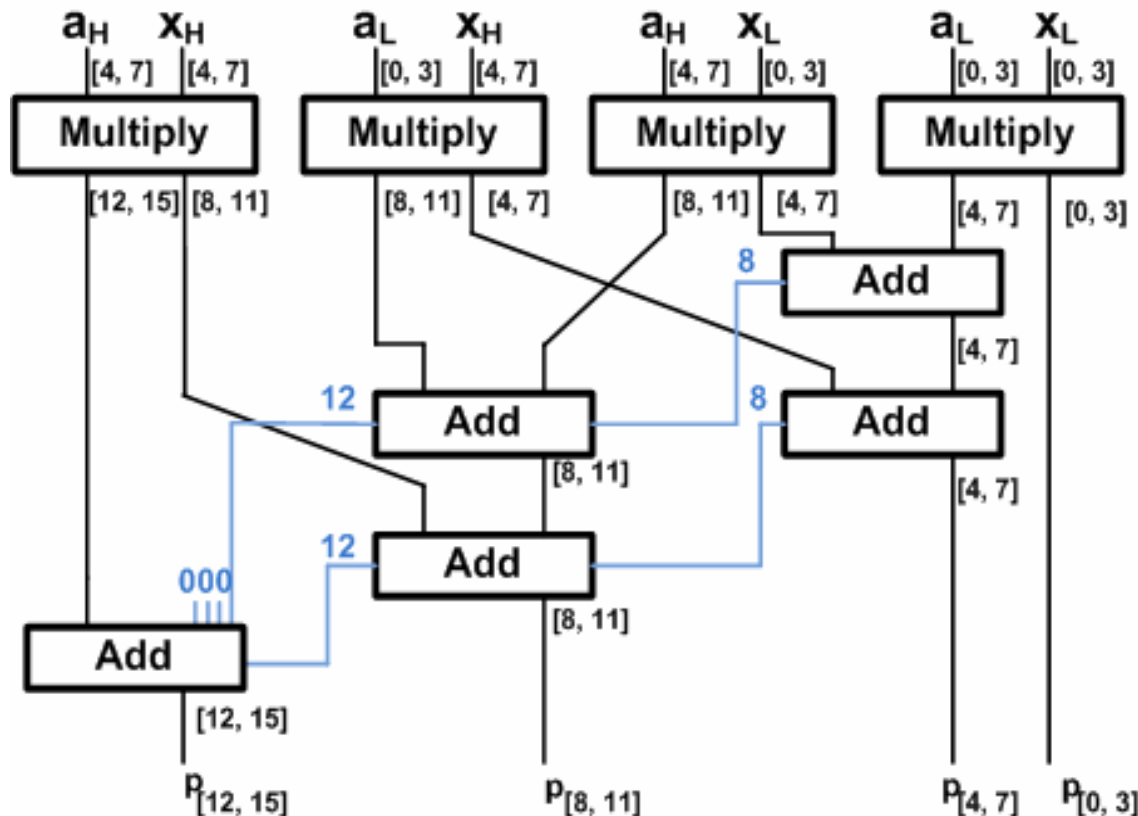 aH xH aL xH aH xL aL xL
[4, 7] [4, 7] [0, 3] [4, 7] [4, 7] [0, 3] [0, 3] [0, 3]
Multiply Multiply Multiply Multiply
[12, 15] [8, 11] [8, 11] [4, 7] [8, 11] [4, 7] [4, 7] [0, 3]
8 Add
[4, 7]
12 Add 8 Add
[8, 11] [4, 7]
12 Add
000
[8, 11]
Add
[12, 15]
p[12, 15] p[8, 11] p[4, 7] p[0, 3]